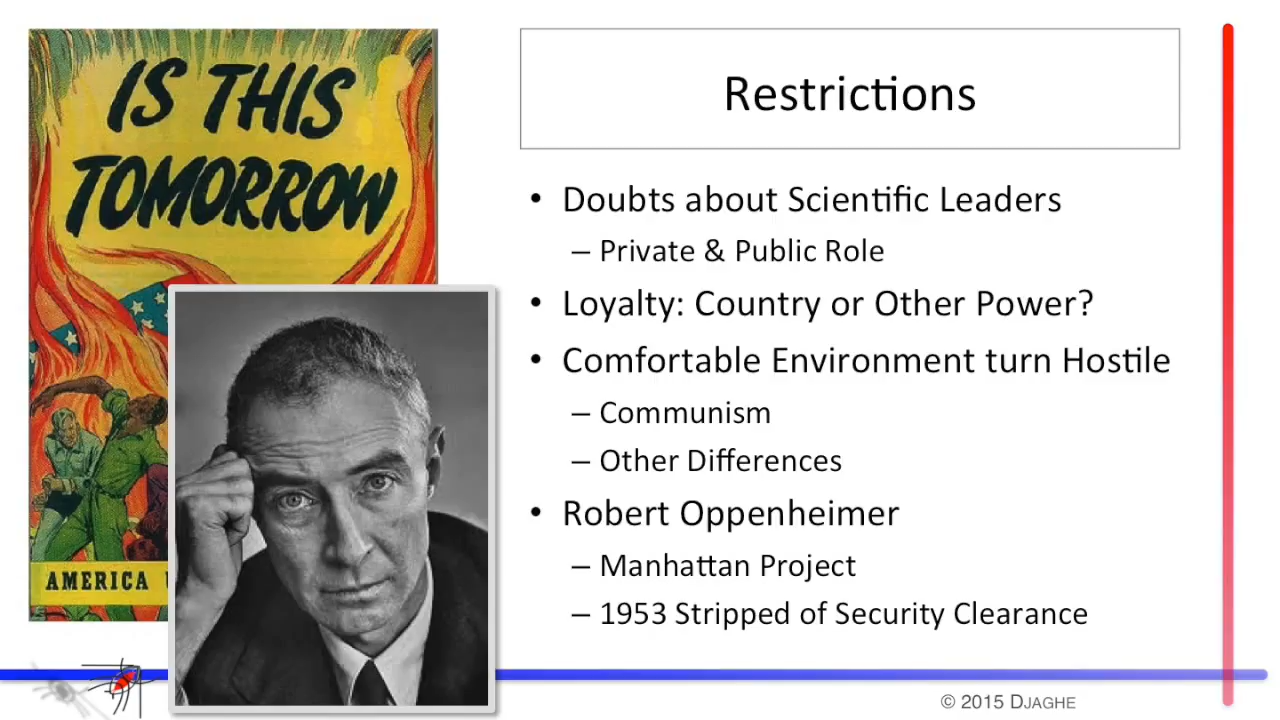 IS THIS
TOMORROW
AMERICA
Restrictions
• Doubts about Scientific Leaders
– Private & Public Role
• Loyalty: Country or Other Power?
• Comfortable Environment turn Hostile
– Communism
– Other Differences
• Robert Oppenheimer
– Manhattan Project
– 1953 Stripped of Security Clearance
© 2015 DJAGHE